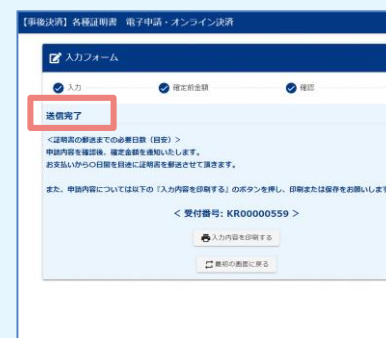 【事後決済】各種証明書 電子申請・オンライン決済
入力フォーム
入力
確定前金額
確認
送信完了
<証明書の郵送までの必要日数(目安)>
申請内容を確認後、確定金額を通知いたします。
お支払いから〇日間を目途に証明書を郵送させて頂きます。
また、申請内容については以下の『入力内容を印刷する』のボタンを押し、印刷または保存をお願いします
< 受付番号: KR00000559 >
入力内容を印刷する
最初の画面に戻る